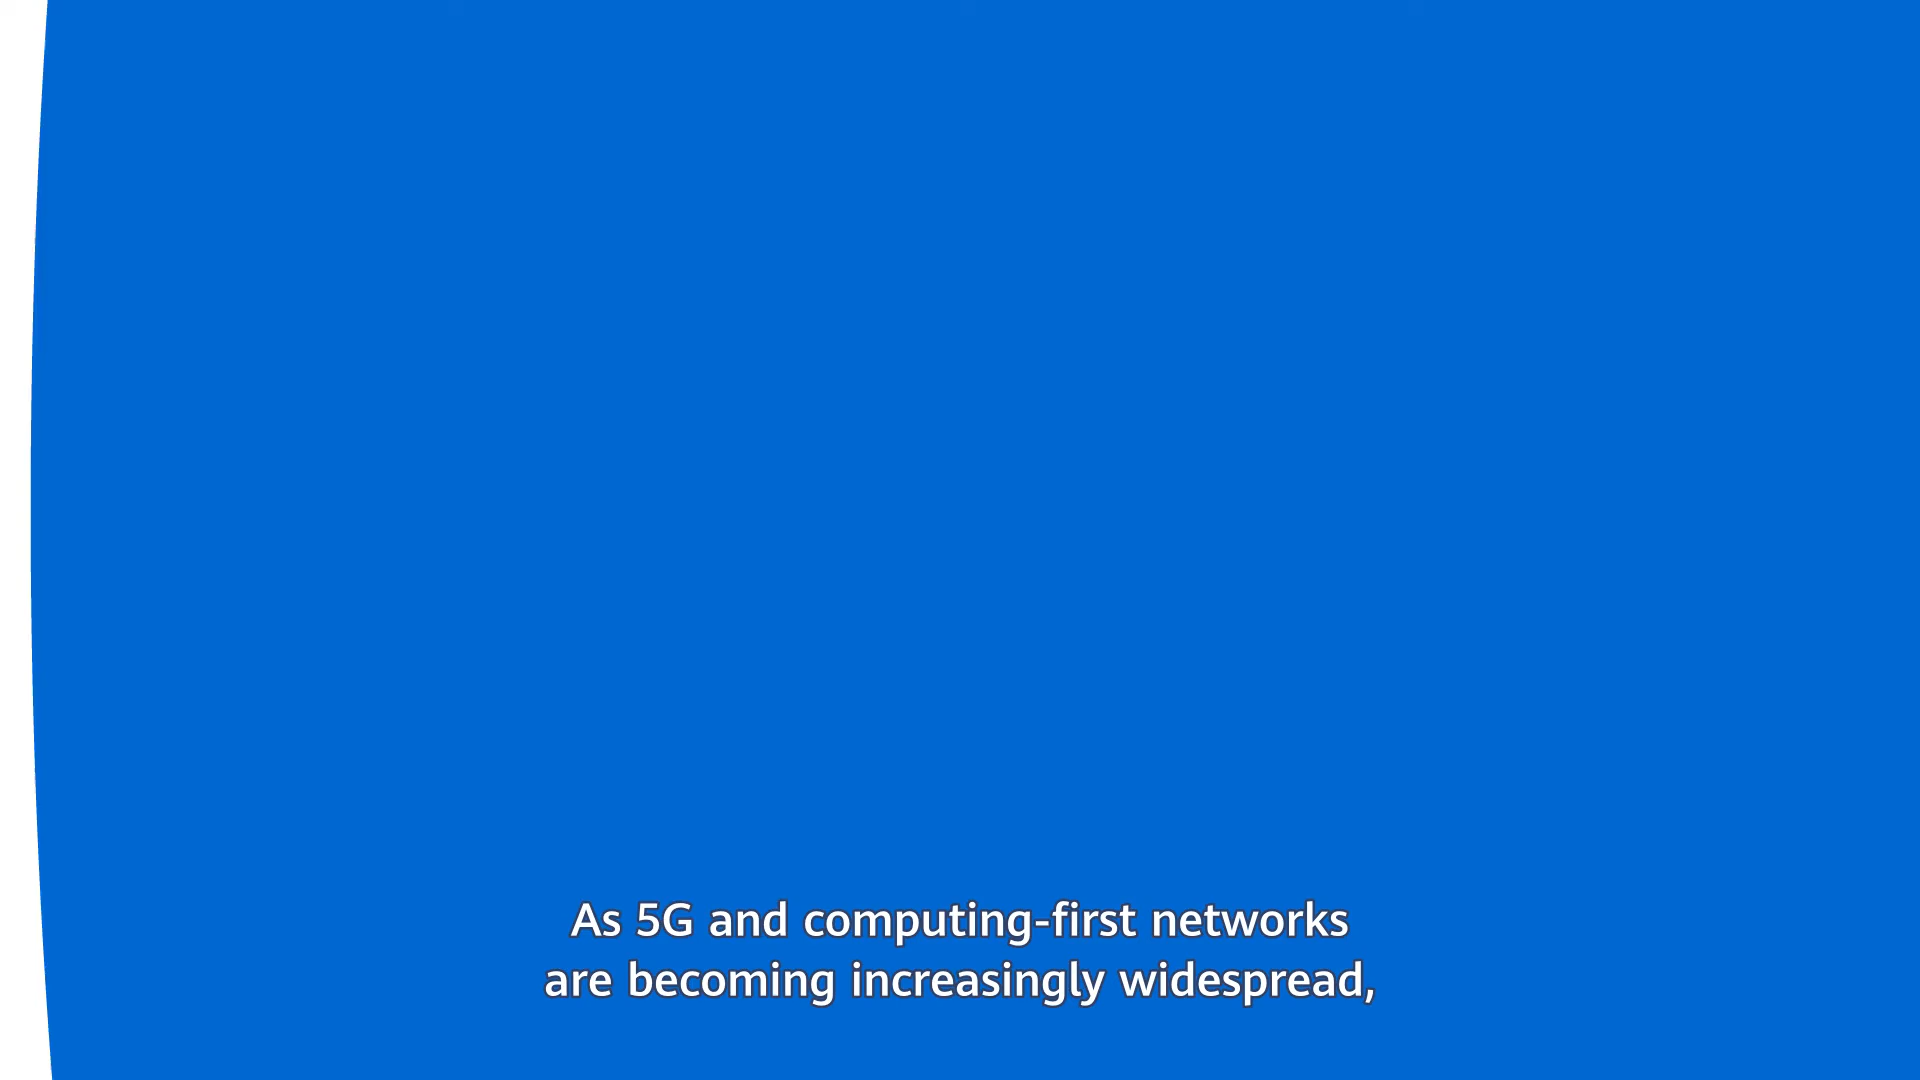 As 5G and computing-first networks
are becoming increasingly widespread,